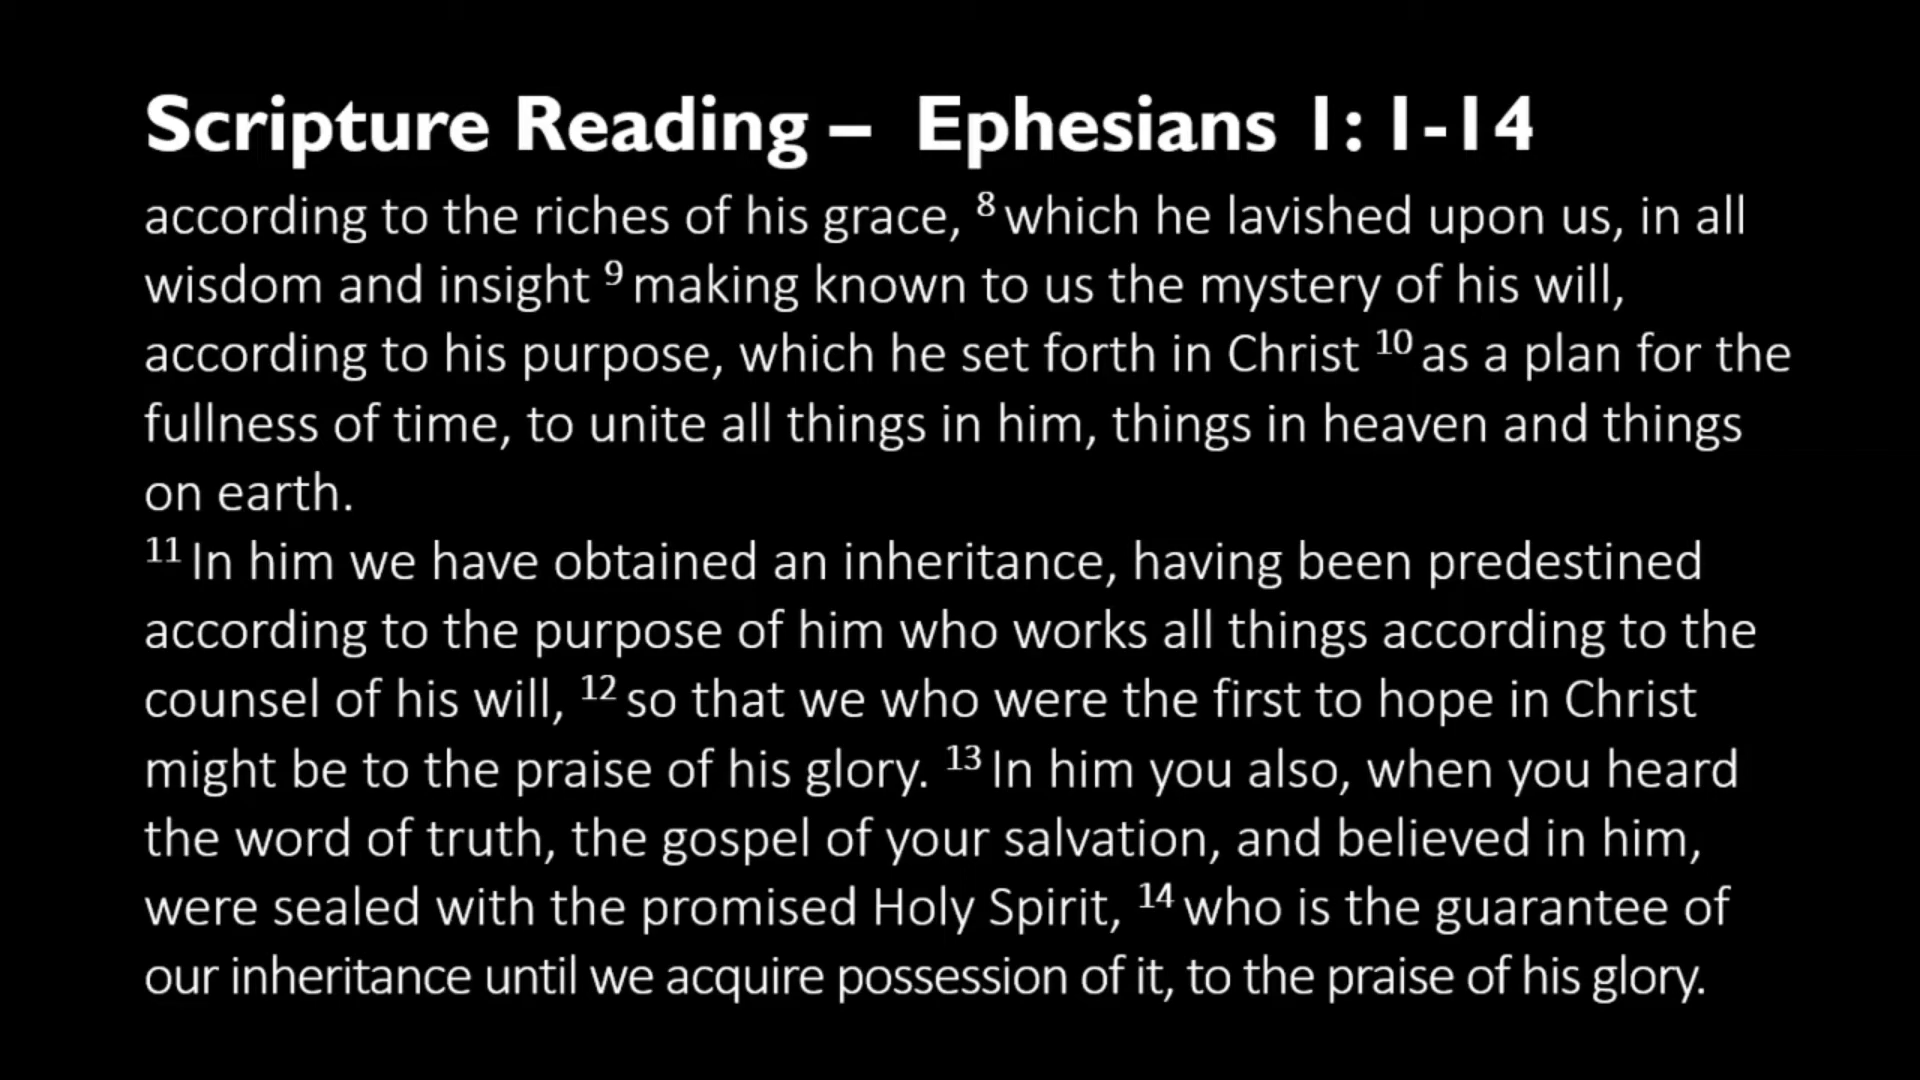 Scripture Reading –  Ephesians 1: 1-14
according to the riches of his grace, ⁸ which he lavished upon us, in all
wisdom and insight ⁹ making known to us the mystery of his will,
according to his purpose, which he set forth in Christ ¹⁰ as a plan for the
fullness of time, to unite all things in him, things in heaven and things
on earth.
¹¹ In him we have obtained an inheritance, having been predestined
according to the purpose of him who works all things according to the
counsel of his will, ¹² so that we who were the first to hope in Christ
might be to the praise of his glory. ¹³ In him you also, when you heard
the word of truth, the gospel of your salvation, and believed in him,
were sealed with the promised Holy Spirit, ¹⁴ who is the guarantee of
our inheritance until we acquire possession of it, to the praise of his glory.